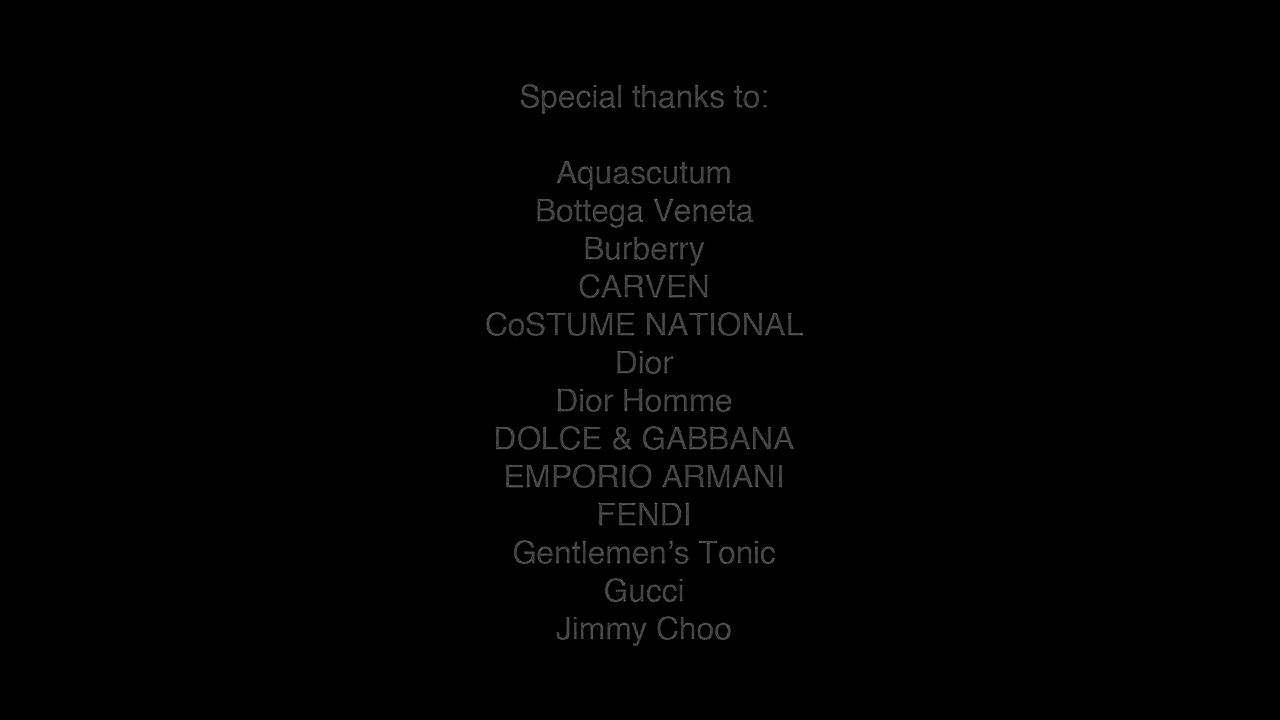 Special thanks to:
Aquascutum
Bottega Veneta
Burberry
CARVEN
CoSTUME NATIONAL
Dior
Dior Homme
DOLCE & GABBANA
EMPORIO ARMANI
FENDI
Gentlemen’s Tonic
Gucci
Jimmy Choo